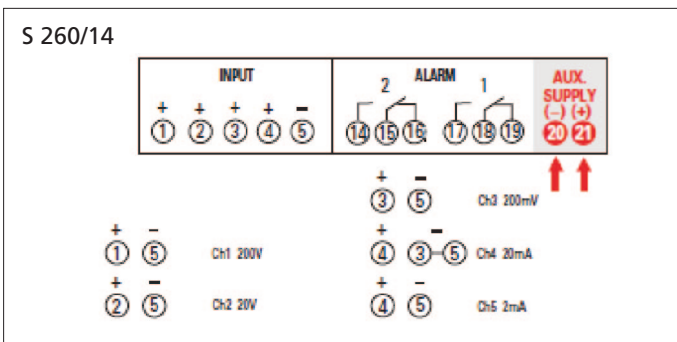 S 260/14
INPUT
ALARM
2 1
AUX.
SUPPLY
+ + + + − (−) (+)
1 2 3 4 5 14 15 16 17 18 19 20 21
+ −
3 5 Ch3 200mV
+ − + −
1 5 Ch1 200V 4 3 5 Ch4 20mA
+ − + −
2 5 Ch2 20V 4 5 Ch5 2mA